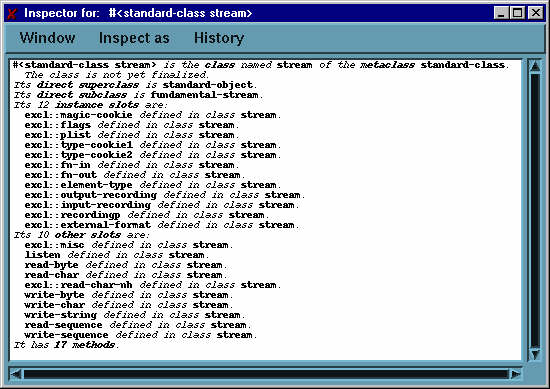 Inspector for: #<standard-class stream>
Window Inspect as History
#<standard-class stream> is the class named stream of the metaclass standard-class.
The class is not yet finalized.
Its direct superclass is standard-object.
Its direct subclass is fundamental-stream.
Its 12 instance slots are:
excl::magic-cookie defined in class stream.
excl::flags defined in class stream.
excl::plist defined in class stream.
excl::type-cookie1 defined in class stream.
excl::type-cookie2 defined in class stream.
excl::fn-in defined in class stream.
excl::fn-out defined in class stream.
excl::element-type defined in class stream.
excl::output-recording defined in class stream.
excl::input-recording defined in class stream.
excl::recordingp defined in class stream.
excl::external-format defined in class stream.
Its 10 other slots are:
excl::misc defined in class stream.
listen defined in class stream.
read-byte defined in class stream.
read-char defined in class stream.
excl::read-char-nh defined in class stream.
write-byte defined in class stream.
write-char defined in class stream.
write-string defined in class stream.
read-sequence defined in class stream.
write-sequence defined in class stream.
It has 17 methods.